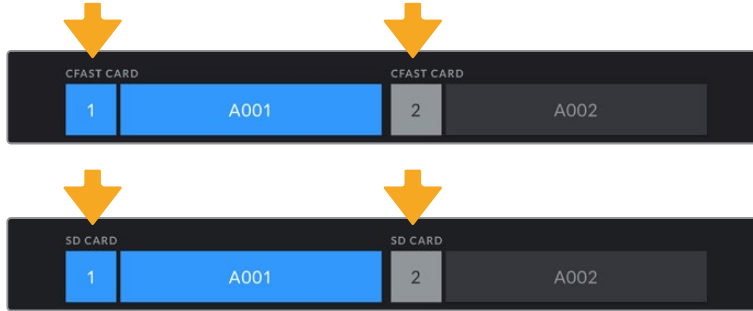 CFAST CARD CFAST CARD
1 A001 2 A002
SD CARD SD CARD
1 A001 2 A002